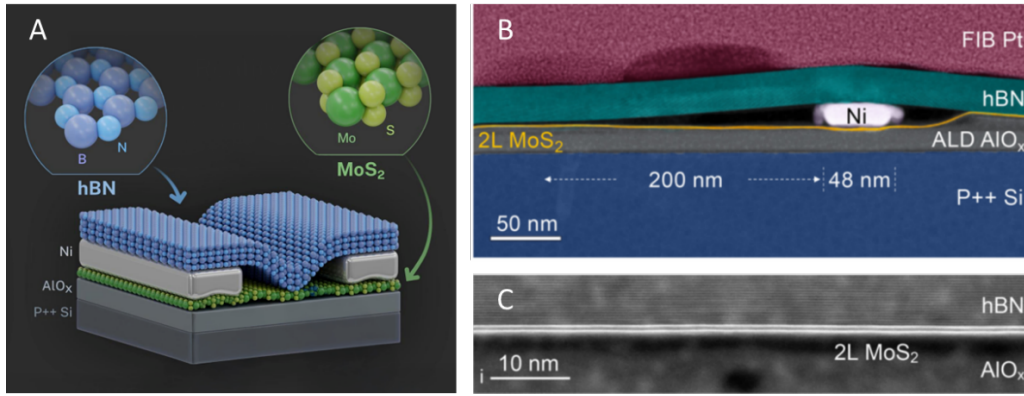 A
B
N
hBN
Mo
S
MoS₂
Ni
AlOₓ
P++ Si
B
FIB Pt
hBN
Ni
2L MoS₂
ALD AlOₓ
200 nm
48 nm
P++ Si
50 nm
C
hBN
2L MoS₂
i
10 nm
AlOₓ